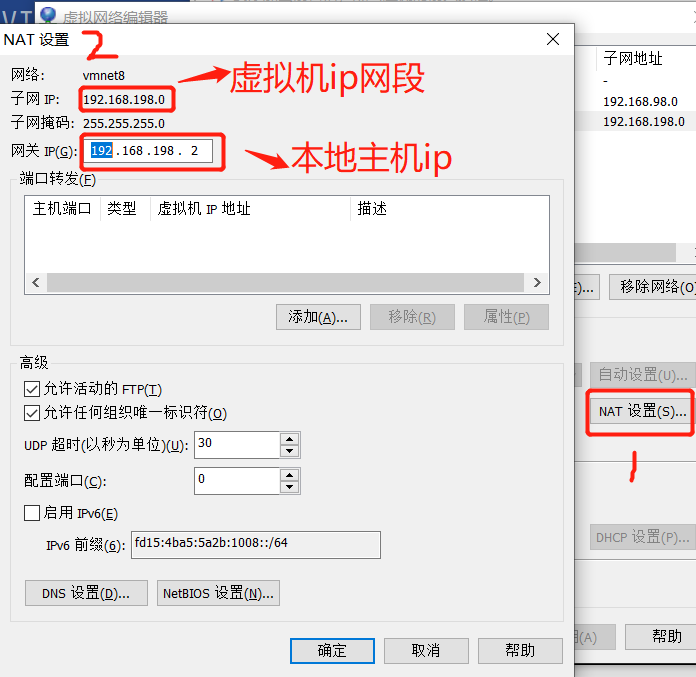 虚拟网络编辑器
NAT 设置
2
网络: vmnet8
虚拟机ip网段
子网 IP: 192.168.198.0
子网掩码: 255.255.255.0
网关 IP(G): 192 . 168 . 198 . 2
本地主机ip
端口转发(F)
主机端口 类型 虚拟机 IP 地址 描述
添加(A)... 移除(R) 属性(P)
高级
允许活动的 FTP(T)
允许任何组织唯一标识符(O)
UDP 超时(以秒为单位)(U): 30
配置端口(C): 0
启用 IPv6(E)
IPv6 前缀(6): fd15:4ba5:5a2b:1008::/64
DNS 设置(D)... NetBIOS 设置(N)...
确定 取消 帮助
子网地址
-
192.168.98.0
192.168.198.0
移除网络(O)
自动设置(U)...
NAT 设置(S)...
1
DHCP 设置(P)...
(A) 帮助